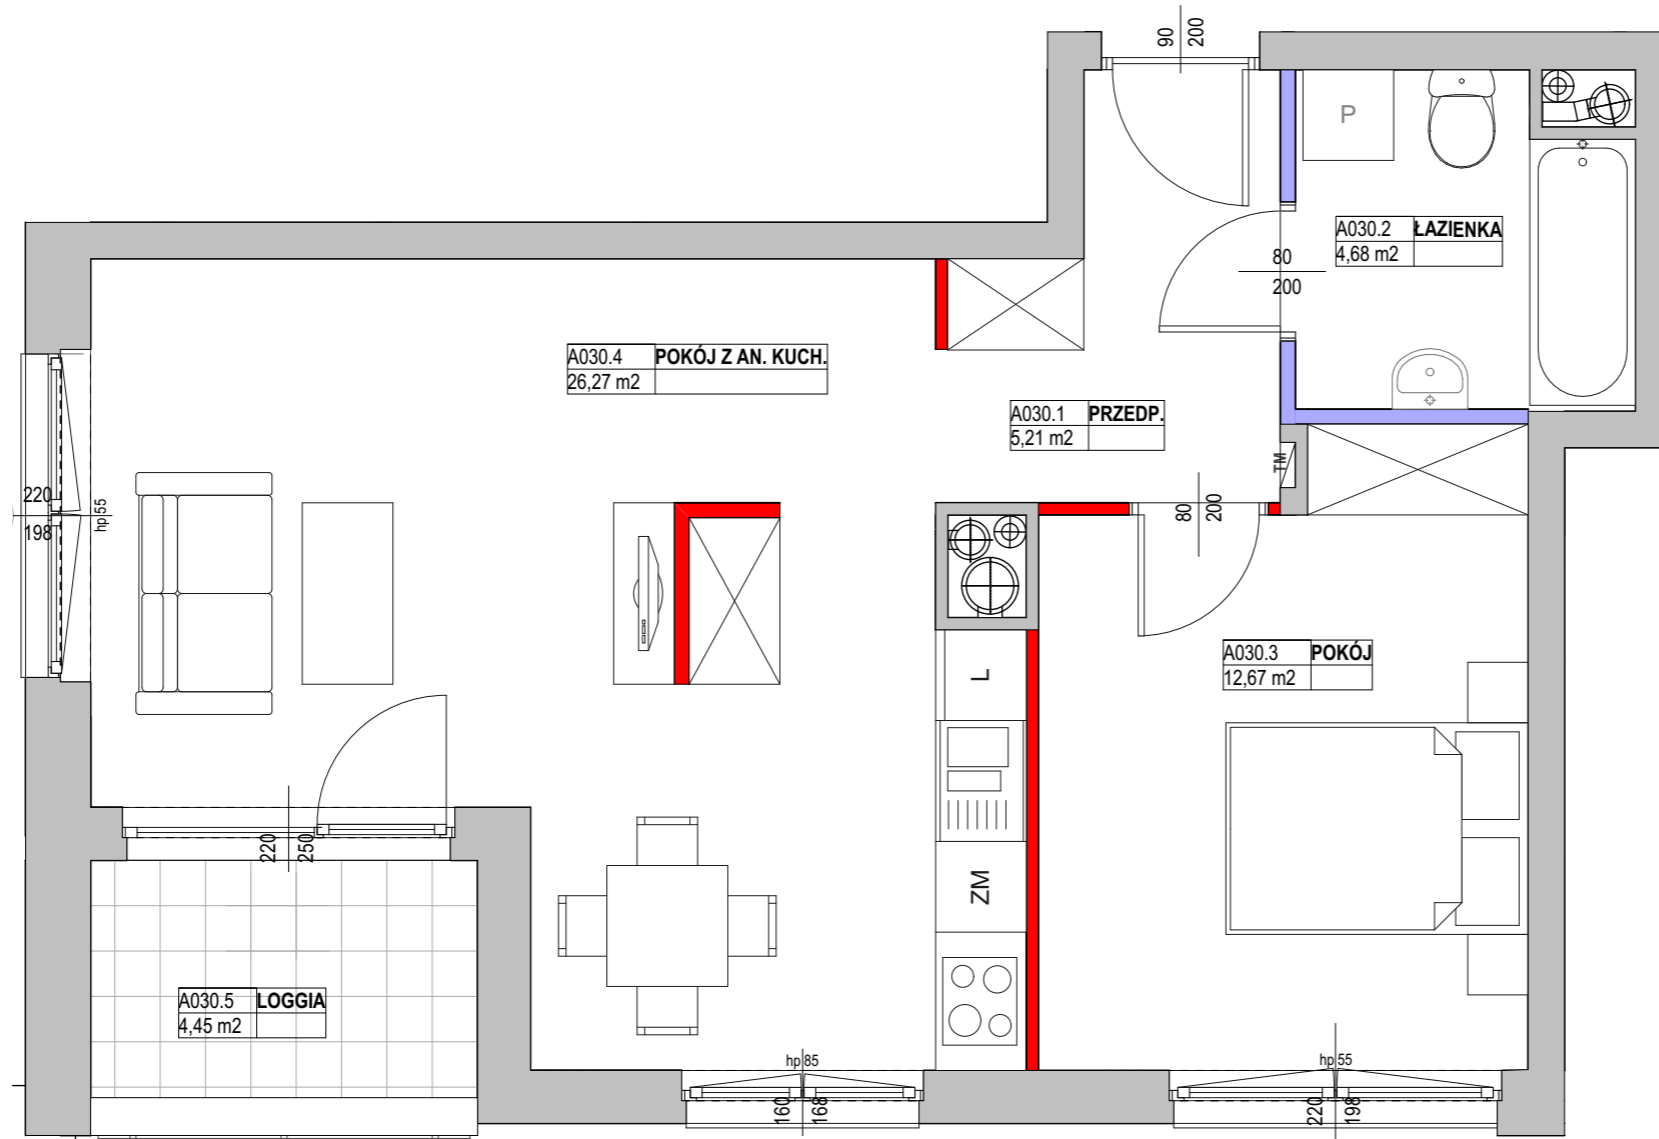 90
200
P
A030.2 ŁAZIENKA
4,68 m2
80
200
A030.4 POKÓJ Z AN. KUCH.
26,27 m2
A030.1 PRZEDP.
5,21 m2
TM
220
198
hp 55
80
200
L
A030.3 POKÓJ
12,67 m2
220
250
ZM
A030.5 LOGGIA
4,45 m2
hp 85
160
168
hp 55
220
198